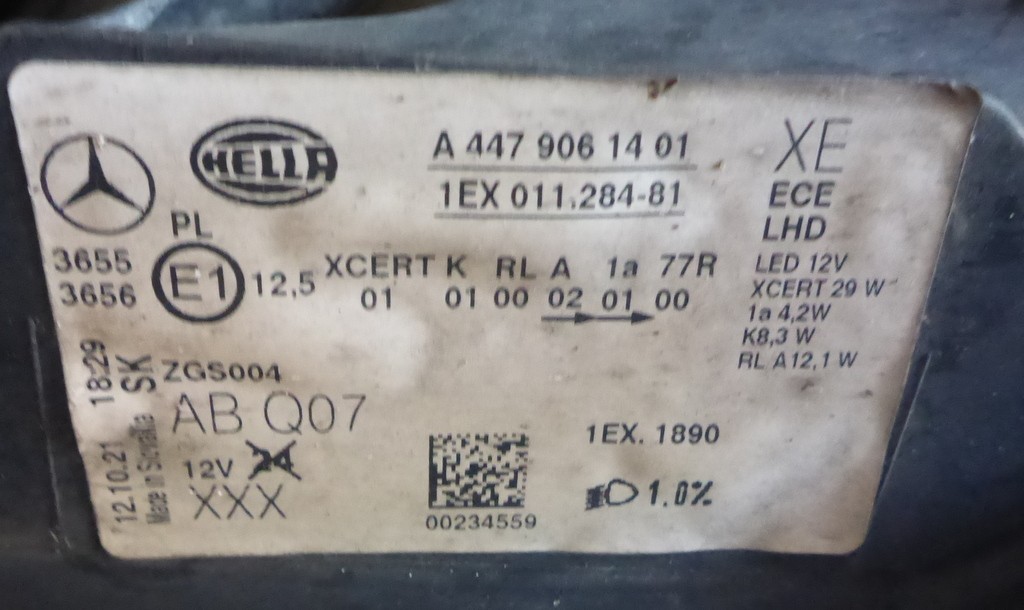 HELLA
A 447 906 14 01
1EX 011.284-81
XE
ECE
LHD
PL
3655
3656
E1
12,5
XCERT K RL A 1a 77R
01 01 00 02 01 00
LED 12V
XCERT 29 W
1a 4,2W
K8,3 W
RL A12,1 W
12.10.21 18:29
Made in Slovakia SK
ZGS004
AB Q07
12V
XXX
00234559
1EX. 1890
1.0%